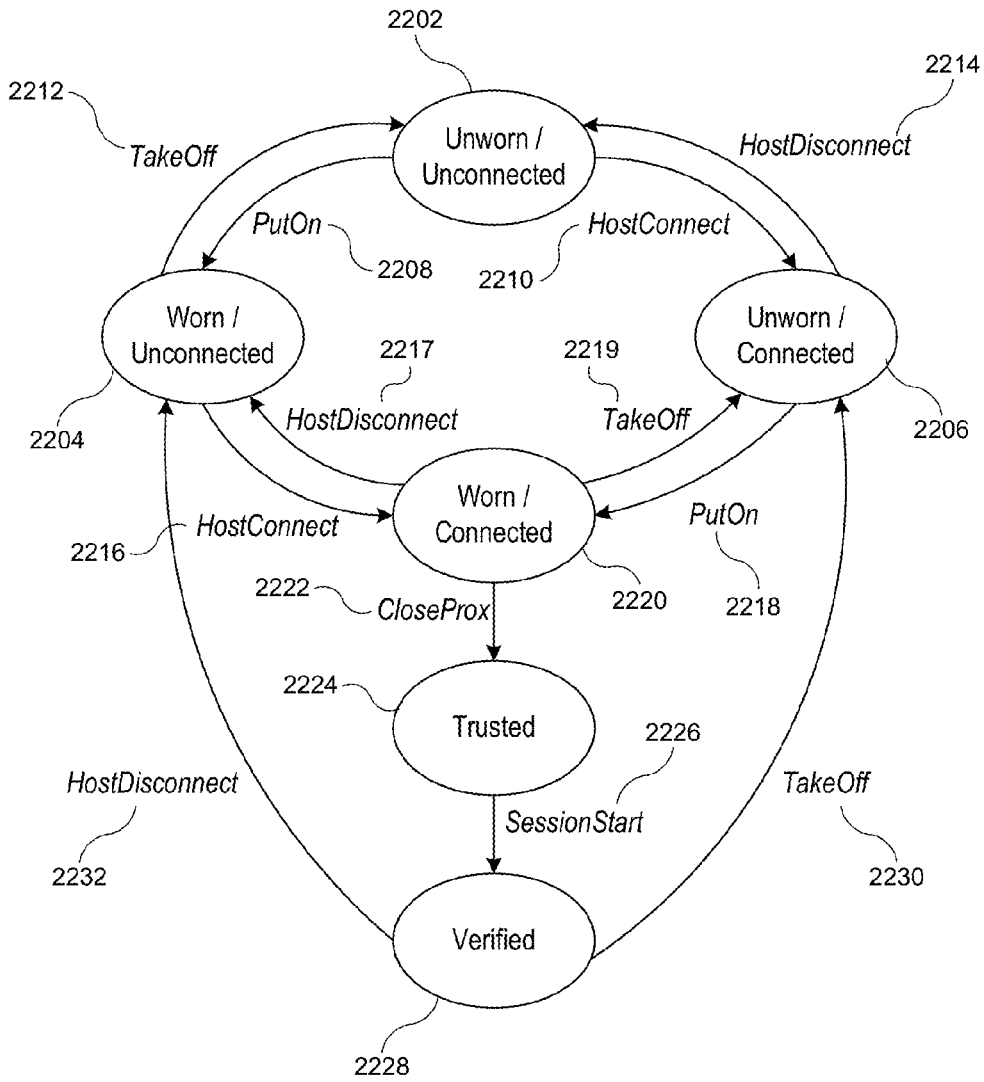 2202
2212
2214
TakeOff
Unworn /
Unconnected
HostDisconnect
PutOn
2208
HostConnect
2210
Worn /
Unconnected
Unworn /
Connected
2204
2217
2219
2206
HostDisconnect
TakeOff
Worn /
Connected
HostConnect
2216
PutOn
2218
2220
2222
CloseProx
2224
Trusted
2226
SessionStart
HostDisconnect
2232
TakeOff
2230
Verified
2228